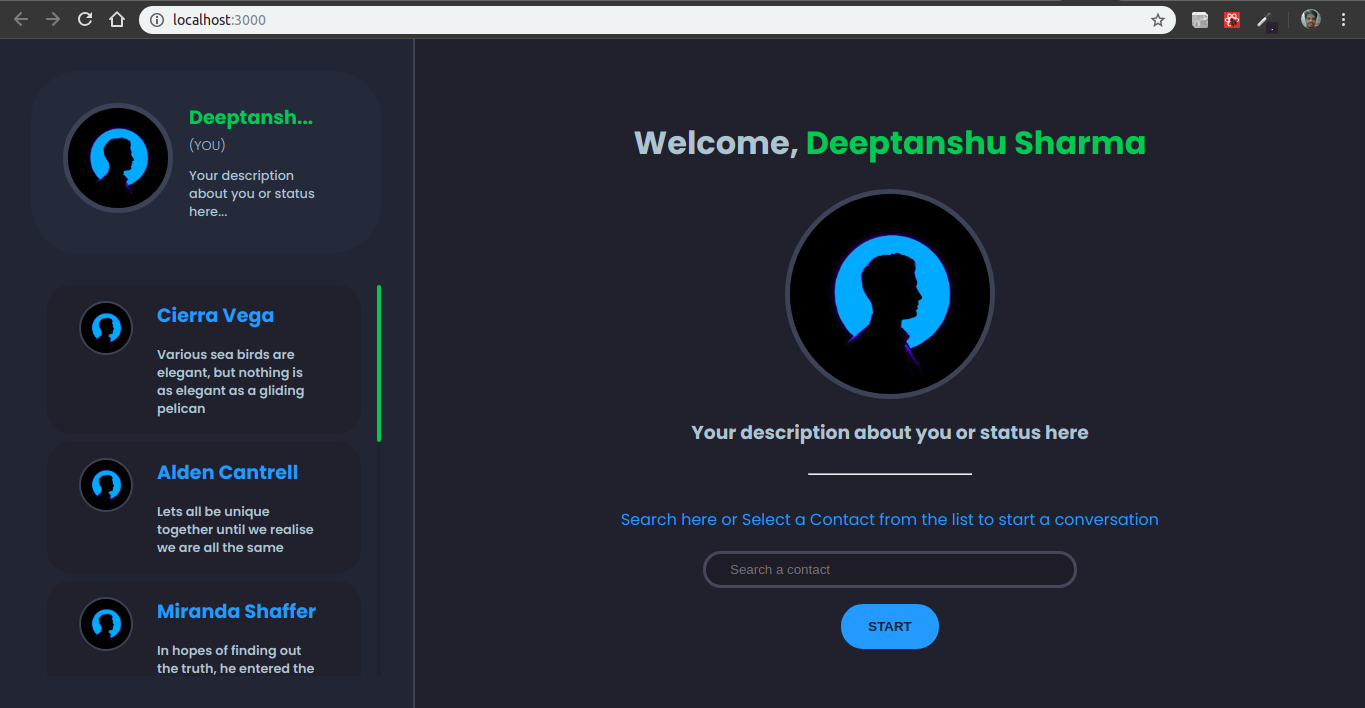 localhost:3000
Deeptansh...
(YOU)
Your description
about you or status
here...
Cierra Vega
Various sea birds are
elegant, but nothing is
as elegant as a gliding
pelican
Alden Cantrell
Lets all be unique
together until we realise
we are all the same
Miranda Shaffer
In hopes of finding out
the truth, he entered the
Welcome, Deeptanshu Sharma
Your description about you or status here
Search here or Select a Contact from the list to start a conversation
Search a contact
START